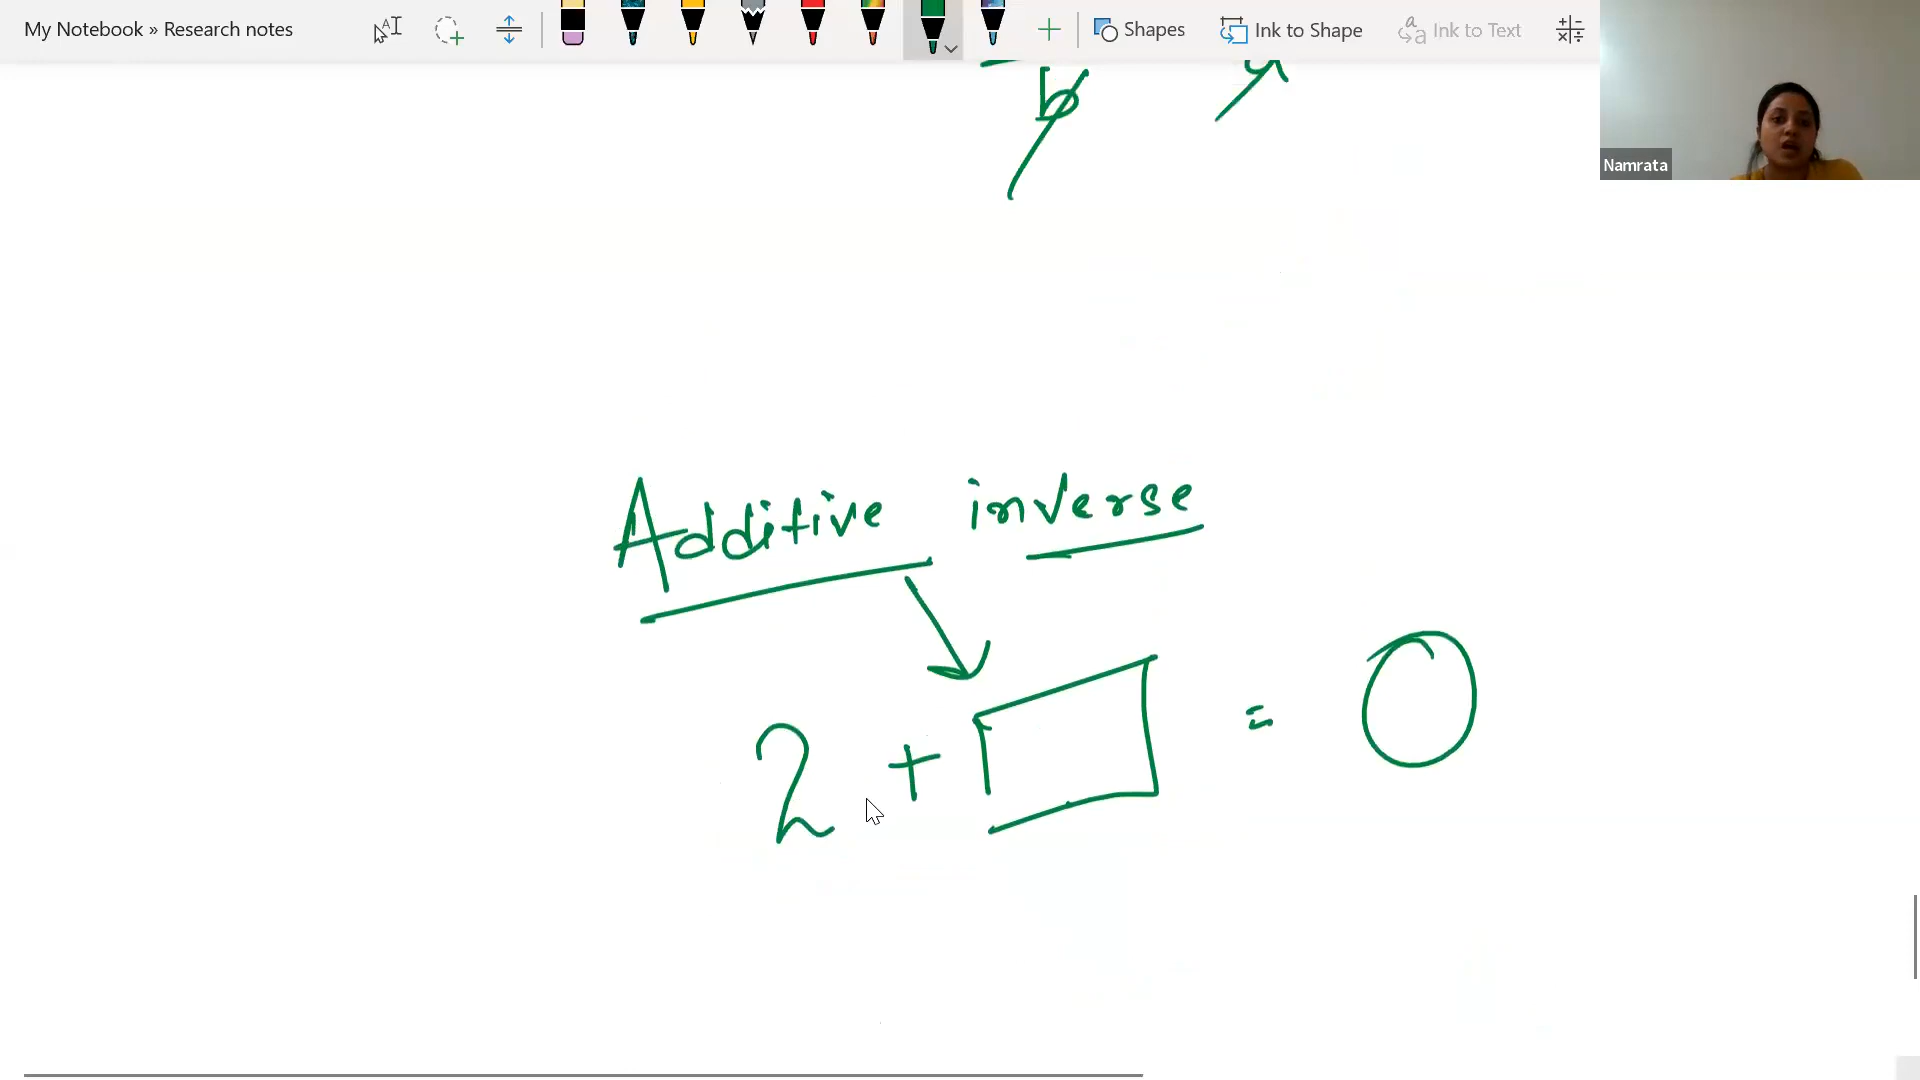 My Notebook » Research notes
Shapes
Ink to Shape
Ink to Text
Namrata
b
Additive inverse
2 + = 0